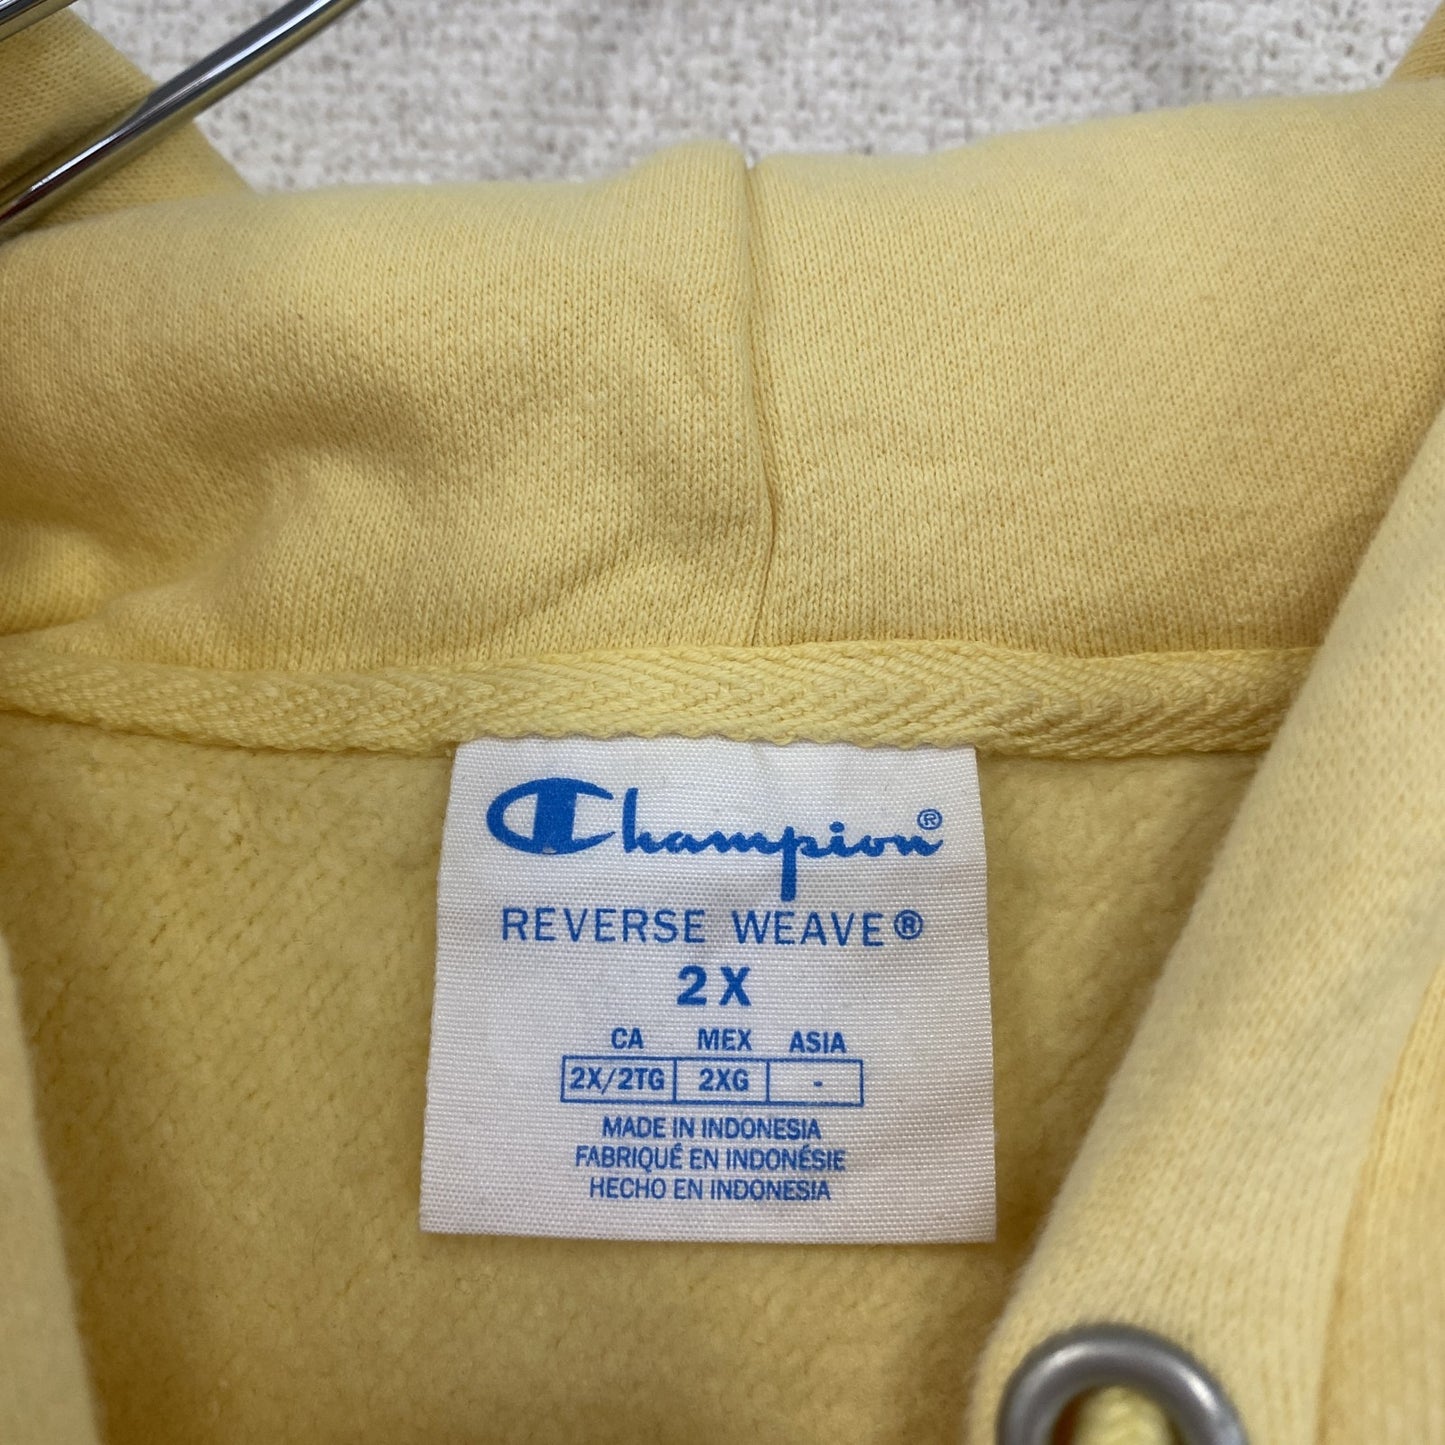 Champion®
REVERSE WEAVE®
2X
CA MEX ASIA
2X/2TG 2XG -
MADE IN INDONESIA
FABRIQUÉ EN INDONÉSIE
HECHO EN INDONESIA